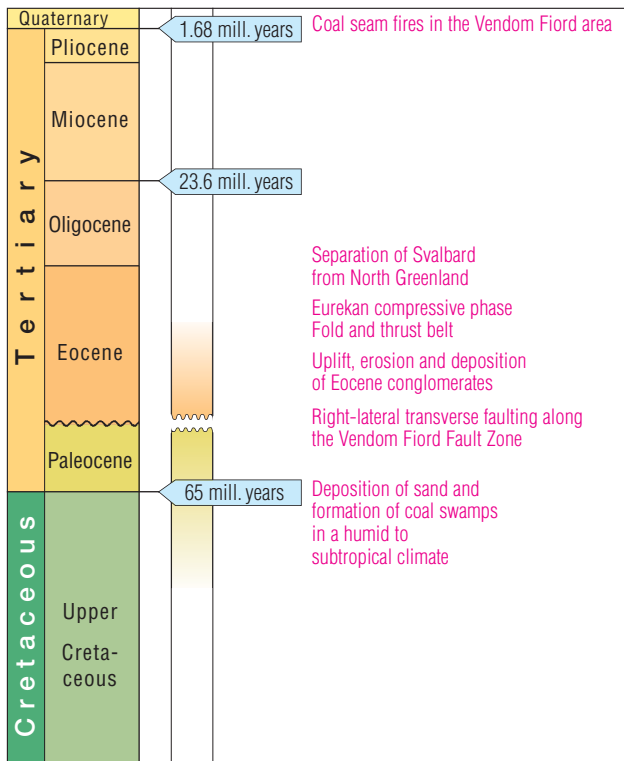 Quaternary
1.68 mill. years
Coal seam fires in the Vendom Fiord area
Tertiary
Pliocene
Miocene
23.6 mill. years
Oligocene
Separation of Svalbard
from North Greenland
Eurekan compressive phase
Fold and thrust belt
Eocene
Uplift, erosion and deposition
of Eocene conglomerates
Right-lateral transverse faulting along
the Vendom Fiord Fault Zone
Paleocene
65 mill. years
Deposition of sand and
formation of coal swamps
in a humid to
subtropical climate
Cretaceous
Upper
Creta-
ceous